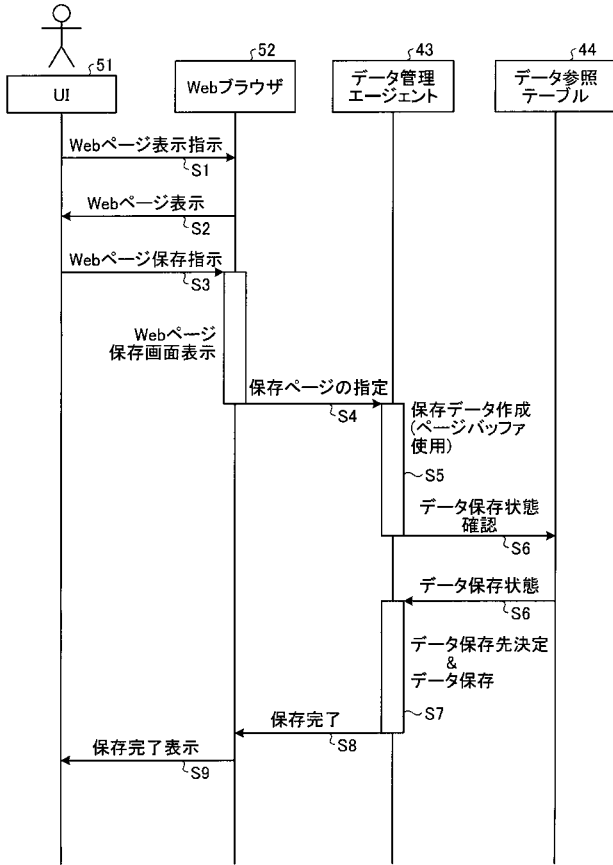 51
UI
52
Webブラウザ
43
データ管理
エージェント
44
データ参照
テーブル
Webページ表示指示
S1
Webページ表示
S2
Webページ保存指示
S3
Webページ
保存画面表示
保存ページの指定
S4
保存データ作成
(ページバッファ
使用)
S5
データ保存状態
確認
S6
データ保存状態
S6
データ保存先決定
&
データ保存
S7
保存完了
S8
保存完了表示
S9